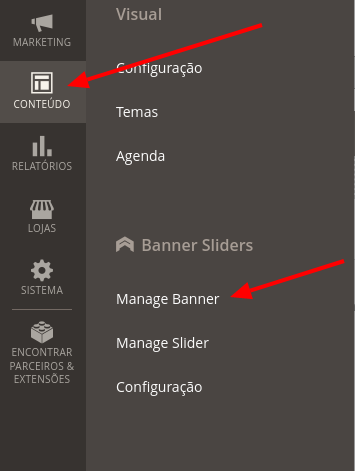 MARKETING
CONTEÚDO
RELATÓRIOS
LOJAS
SISTEMA
ENCONTRAR
PARCEIROS &
EXTENSÕES
Visual
Configuração
Temas
Agenda
Banner Sliders
Manage Banner
Manage Slider
Configuração